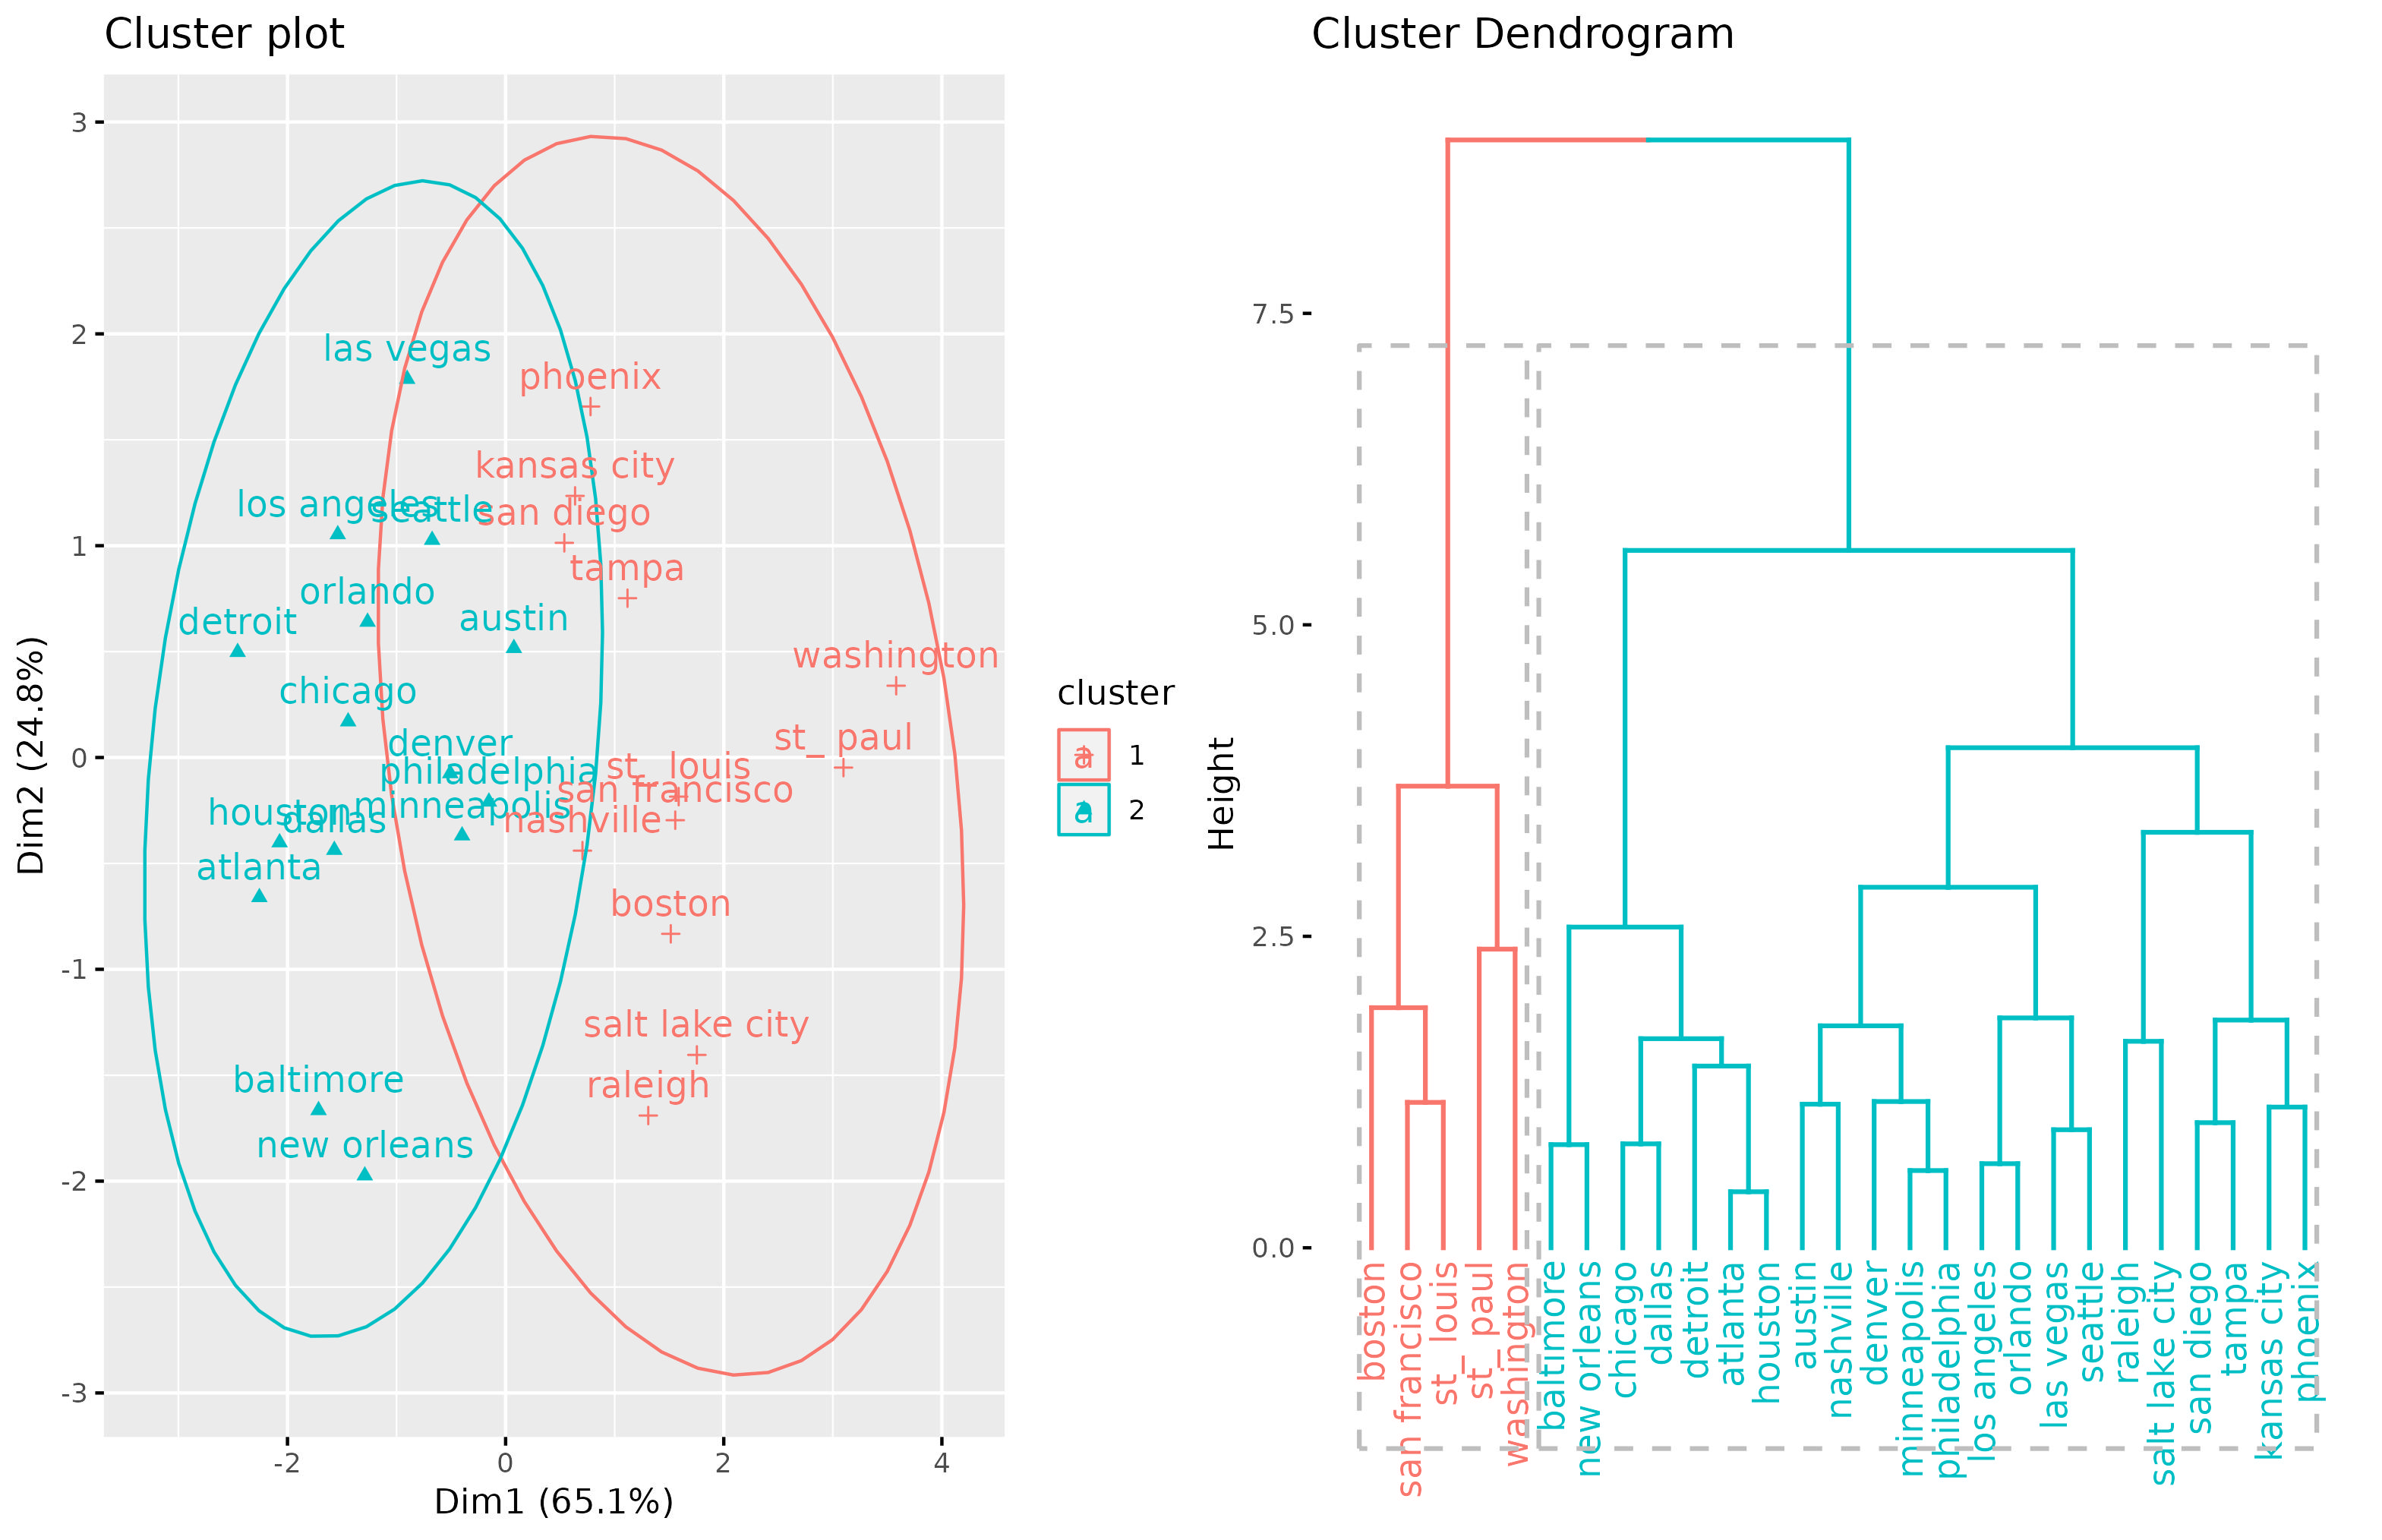 Cluster plot
3
2
1
0
-1
-2
-3
Dim2 (24.8%)
las vegas
phoenix
kansas city
los angeles
seattle
san diego
tampa
orlando
detroit
austin
chicago
washington
denver
st_ paul
philadelphia
st_ louis
san francisco
houston
minneapolis
dallas
nashville
atlanta
boston
salt lake city
baltimore
raleigh
new orleans
-2
0
2
4
Dim1 (65.1%)
cluster
a 1
a 2
Cluster Dendrogram
Height
7.5
5.0
2.5
0.0
boston
san francisco
st_ louis
st_ paul
washington
baltimore
new orleans
chicago
dallas
detroit
atlanta
houston
austin
nashville
denver
minneapolis
philadelphia
los angeles
orlando
las vegas
seattle
raleigh
salt lake city
san diego
tampa
kansas city
phoenix